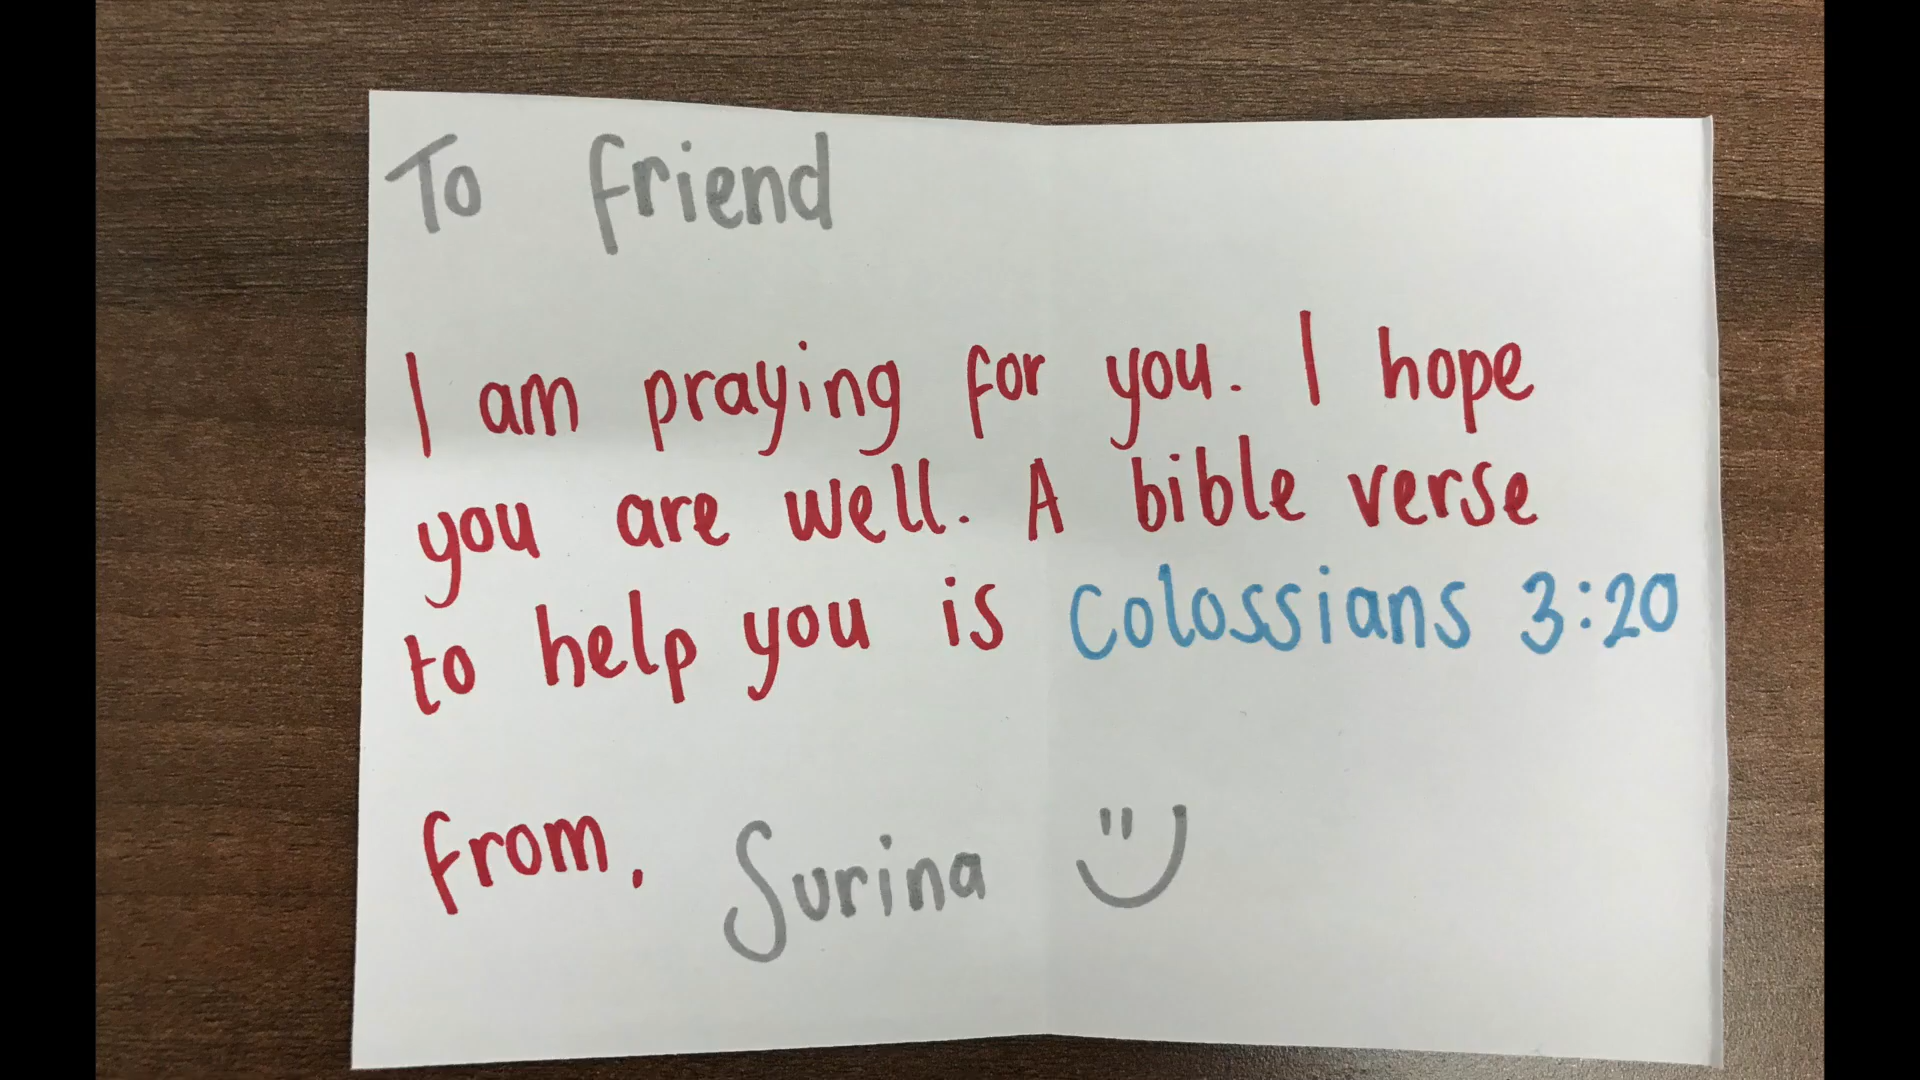 To friend
I am praying for you. I hope
you are well. A bible verse
to help you is Colossians 3:20
from, Surina